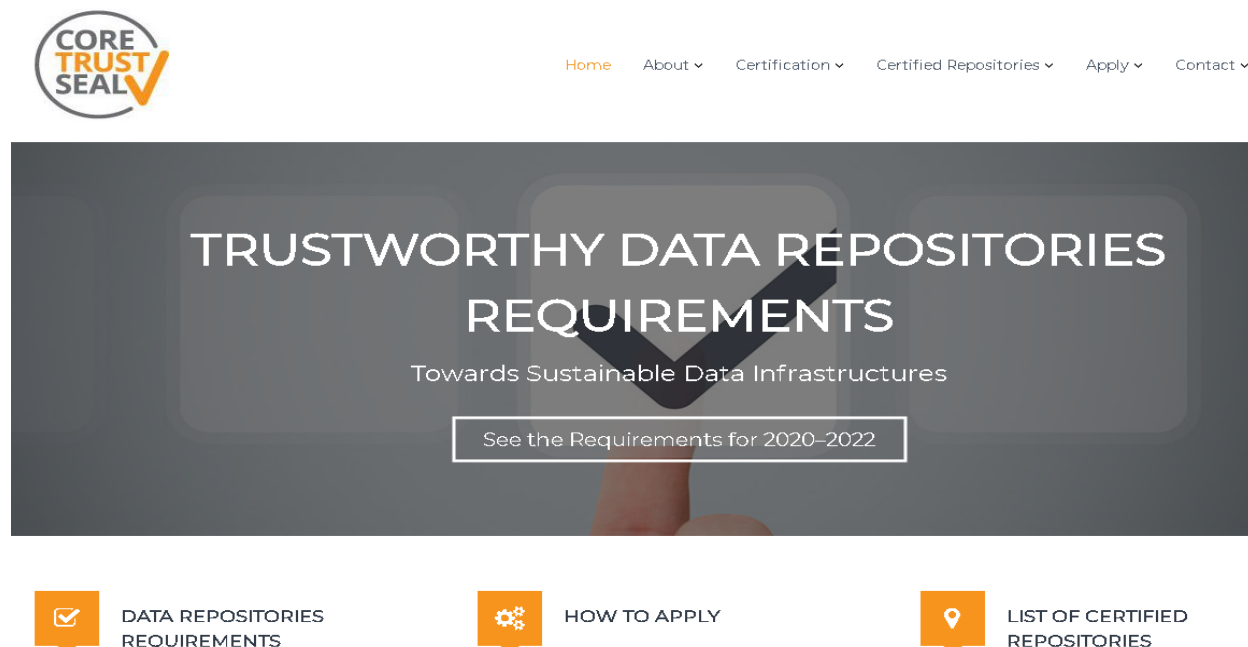 CORE
TRUST
SEAL
Home About Certification Certified Repositories Apply Contact
TRUSTWORTHY DATA REPOSITORIES
REQUIREMENTS
Towards Sustainable Data Infrastructures
See the Requirements for 2020–2022
DATA REPOSITORIES
REQUIREMENTS
HOW TO APPLY
LIST OF CERTIFIED
REPOSITORIES